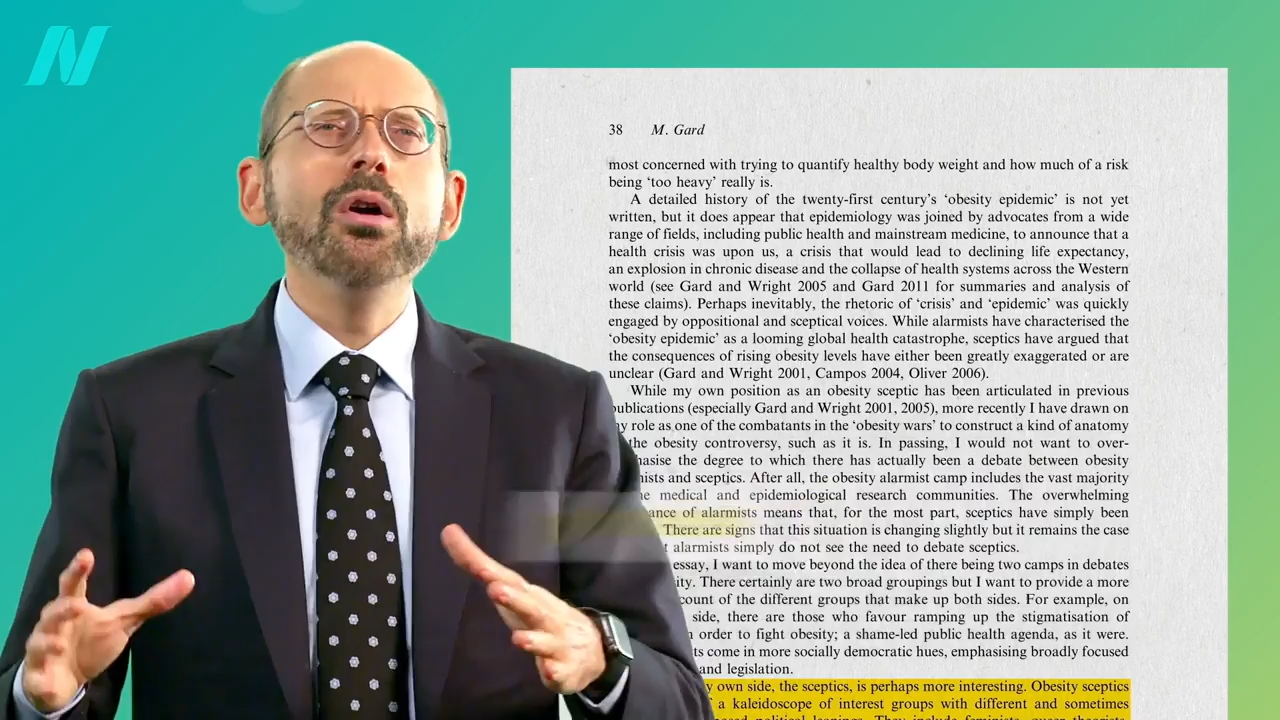 38 M. Gard
most concerned with trying to quantify healthy body weight and how much of a risk
being ‘too heavy’ really is.
A detailed history of the twenty-first century’s ‘obesity epidemic’ is not yet
written, but it does appear that epidemiology was joined by advocates from a wide
range of fields, including public health and mainstream medicine, to announce that a
health crisis was upon us, a crisis that would lead to declining life expectancy,
an explosion in chronic disease and the collapse of health systems across the Western
world (see Gard and Wright 2005 and Gard 2011 for summaries and analysis of
these claims). Perhaps inevitably, the rhetoric of ‘crisis’ and ‘epidemic’ was quickly
engaged by oppositional and sceptical voices. While alarmists have characterised the
‘obesity epidemic’ as a looming global health catastrophe, sceptics have argued that
the consequences of rising obesity levels have either been greatly exaggerated or are
unclear (Gard and Wright 2001, Campos 2004, Oliver 2006).
While my own position as an obesity sceptic has been articulated in previous
publications (especially Gard and Wright 2001, 2005), more recently I have drawn on
my role as one of the combatants in the ‘obesity wars’ to construct a kind of anatomy
the obesity controversy, such as it is. In passing, I would not want to over-
the degree to which there has actually been a debate between obesity
and sceptics. After all, the obesity alarmist camp includes the vast majority
medical and epidemiological research communities. The overwhelming
of alarmists means that, for the most part, sceptics have simply been
There are signs that this situation is changing slightly but it remains the case
alarmists simply do not see the need to debate sceptics.
essay, I want to move beyond the idea of there being two camps in debates
There certainly are two broad groupings but I want to provide a more
of the different groups that make up both sides. For example, on
side, there are those who favour ramping up the stigmatisation of
order to fight obesity; a shame-led public health agenda, as it were.
come in more socially democratic hues, emphasising broadly focused
and legislation.
own side, the sceptics, is perhaps more interesting. Obesity sceptics
a kaleidoscope of interest groups with different and sometimes